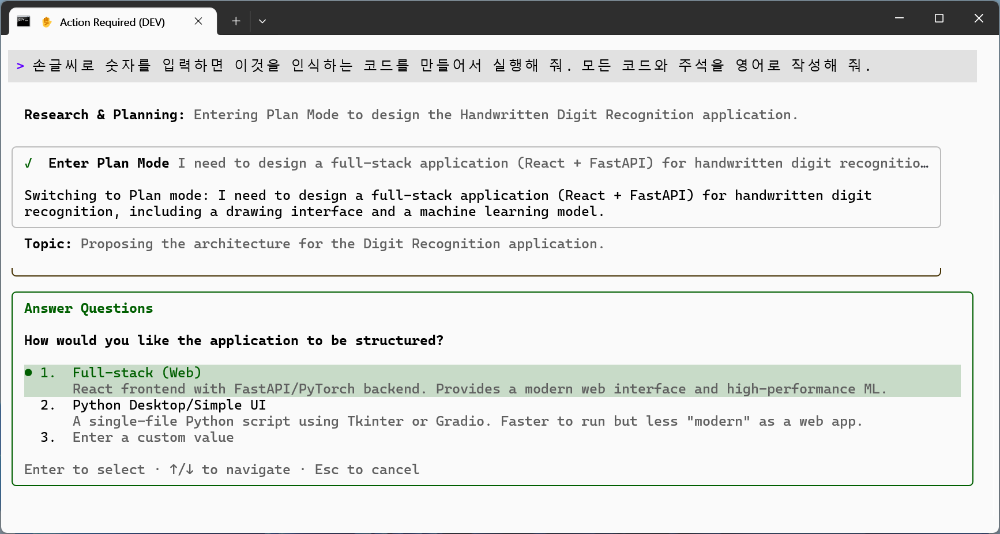 Action Required (DEV)
> 손글씨로 숫자를 입력하면 이것을 인식하는 코드를 만들어서 실행해 줘. 모든 코드와 주석을 영어로 작성해 줘.
Research & Planning: Entering Plan Mode to design the Handwritten Digit Recognition application.
✓ Enter Plan Mode I need to design a full-stack application (React + FastAPI) for handwritten digit recognitio…
Switching to Plan mode: I need to design a full-stack application (React + FastAPI) for handwritten digit
recognition, including a drawing interface and a machine learning model.
Topic: Proposing the architecture for the Digit Recognition application.
Answer Questions
How would you like the application to be structured?
● 1. Full-stack (Web)
React frontend with FastAPI/PyTorch backend. Provides a modern web interface and high-performance ML.
2. Python Desktop/Simple UI
A single-file Python script using Tkinter or Gradio. Faster to run but less "modern" as a web app.
3. Enter a custom value
Enter to select · ↑/↓ to navigate · Esc to cancel